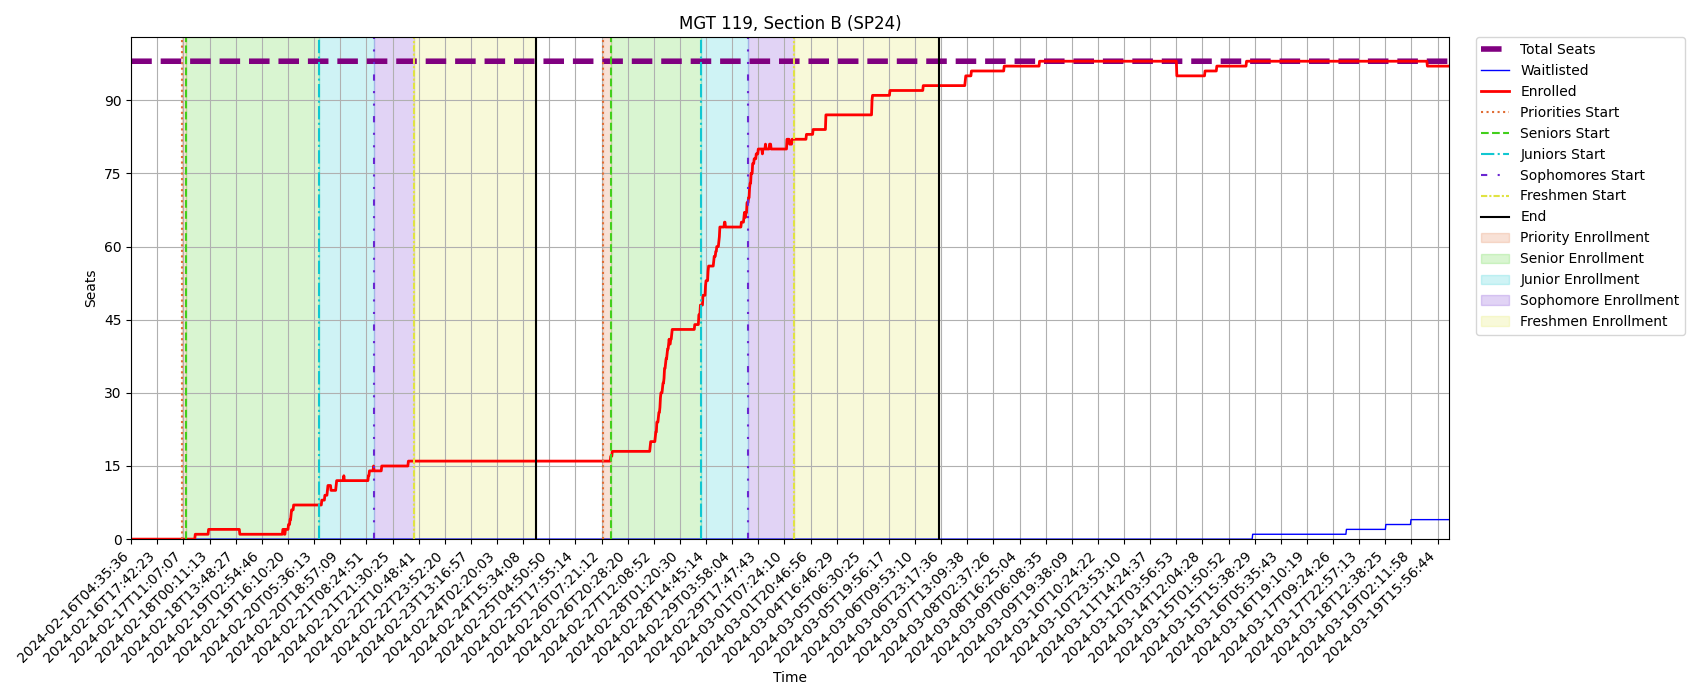 MGT 119, Section B (SP24)
Total Seats
Waitlisted
Enrolled
Priorities Start
Seniors Start
Juniors Start
Sophomores Start
Freshmen Start
End
Priority Enrollment
Senior Enrollment
Junior Enrollment
Sophomore Enrollment
Freshmen Enrollment
Seats
90
75
60
45
30
15
0
2024-02-16T04:35:36
2024-02-16T17:42:23
2024-02-17T11:07:07
2024-02-18T00:11:13
2024-02-18T13:48:27
2024-02-19T02:54:46
2024-02-19T16:10:20
2024-02-20T05:36:13
2024-02-20T18:57:09
2024-02-21T08:24:51
2024-02-21T21:30:25
2024-02-22T10:48:41
2024-02-22T23:52:20
2024-02-23T13:16:57
2024-02-24T02:20:03
2024-02-24T15:34:08
2024-02-25T04:50:50
2024-02-25T17:55:14
2024-02-26T07:21:12
2024-02-26T20:28:20
2024-02-27T12:08:52
2024-02-28T01:20:30
2024-02-28T14:45:14
2024-02-29T03:58:04
2024-02-29T17:47:43
2024-03-01T07:24:10
2024-03-01T20:46:56
2024-03-04T16:46:29
2024-03-05T06:30:25
2024-03-05T19:56:17
2024-03-06T09:53:10
2024-03-06T23:17:36
2024-03-07T13:09:38
2024-03-08T02:37:26
2024-03-08T16:25:04
2024-03-09T06:08:35
2024-03-09T19:38:09
2024-03-10T10:24:22
2024-03-10T23:53:10
2024-03-11T14:24:37
2024-03-12T03:56:53
2024-03-14T12:04:28
2024-03-15T01:50:52
2024-03-15T15:38:29
2024-03-16T05:35:43
2024-03-16T19:10:19
2024-03-17T09:24:26
2024-03-17T22:57:13
2024-03-18T12:38:25
2024-03-19T02:11:58
2024-03-19T15:56:44
Time